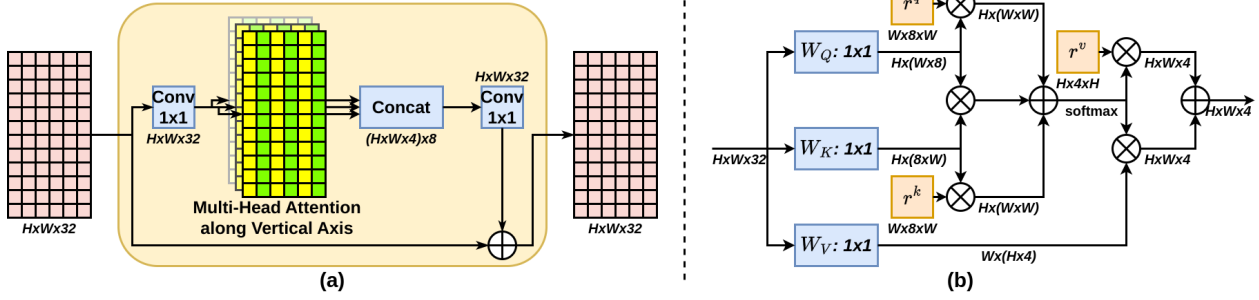 HxWx32
Conv
1x1
HxWx32
Multi-Head Attention
along Vertical Axis
Concat
(HxWx4)x8
HxWx32
Conv
1x1
HxWx32
(a)
HxWx32
W_Q: 1x1
Hx(Wx8)
W_K: 1x1
Hx(8xW)
W_V: 1x1
Wx(Hx4)
Wx8xW
Hx(WxW)
r^k
Wx8xW
Hx(WxW)
softmax
r^v
Hx4xH
HxWx4
HxWx4
HxWx4
(b)